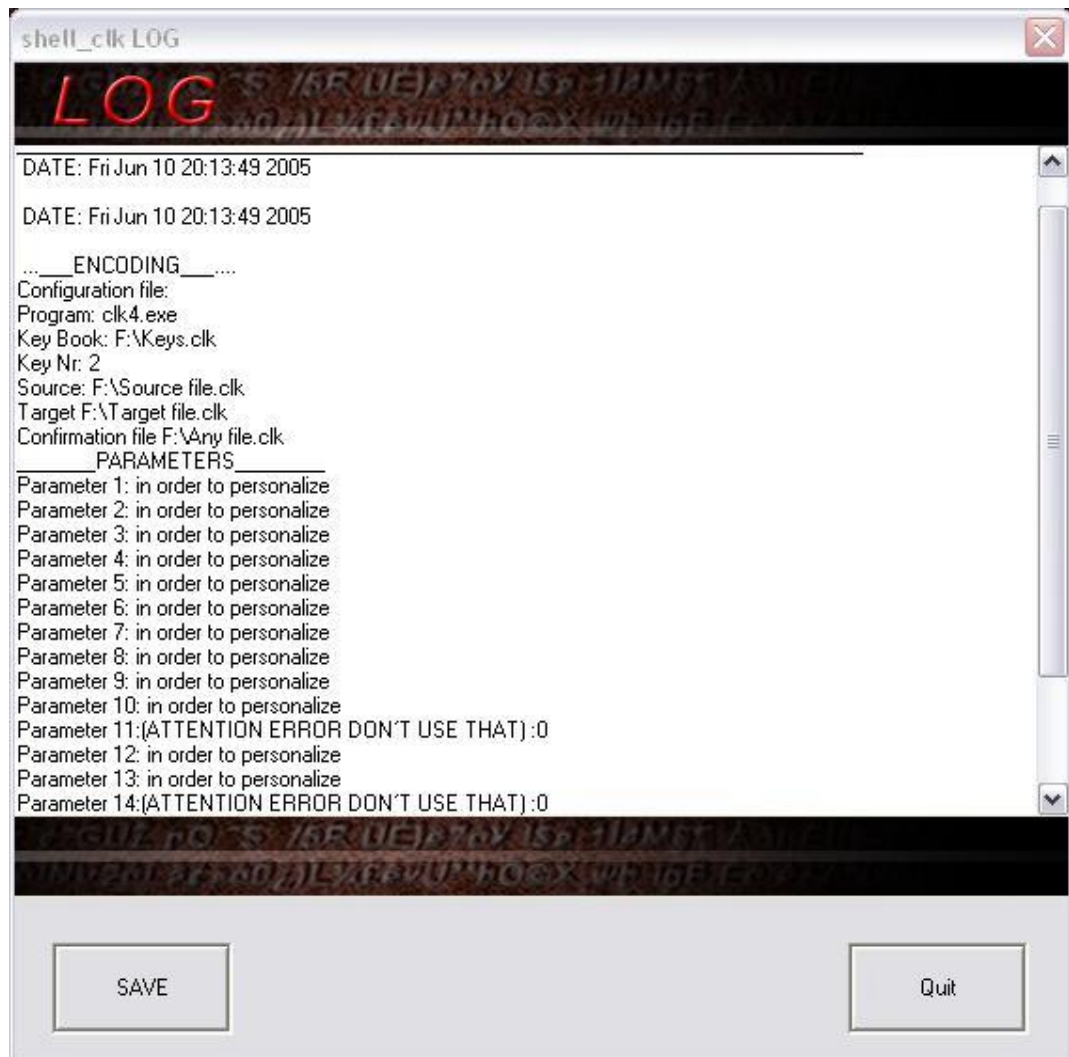 shell_clk LOG
LOG
DATE: Fri Jun 10 20:13:49 2005
DATE: Fri Jun 10 20:13:49 2005
...___ENCODING___....
Configuration file:
Program: clk4.exe
Key Book: F:\Keys.clk
Key Nr: 2
Source: F:\Source file.clk
Target F:\Target file.clk
Confirmation file F:\Any file.clk
_______PARAMETERS________
Parameter 1: in order to personalize
Parameter 2: in order to personalize
Parameter 3: in order to personalize
Parameter 4: in order to personalize
Parameter 5: in order to personalize
Parameter 6: in order to personalize
Parameter 7: in order to personalize
Parameter 8: in order to personalize
Parameter 9: in order to personalize
Parameter 10: in order to personalize
Parameter 11:(ATTENTION ERROR DON´T USE THAT) :0
Parameter 12: in order to personalize
Parameter 13: in order to personalize
Parameter 14:(ATTENTION ERROR DON´T USE THAT) :0
SAVE
Quit